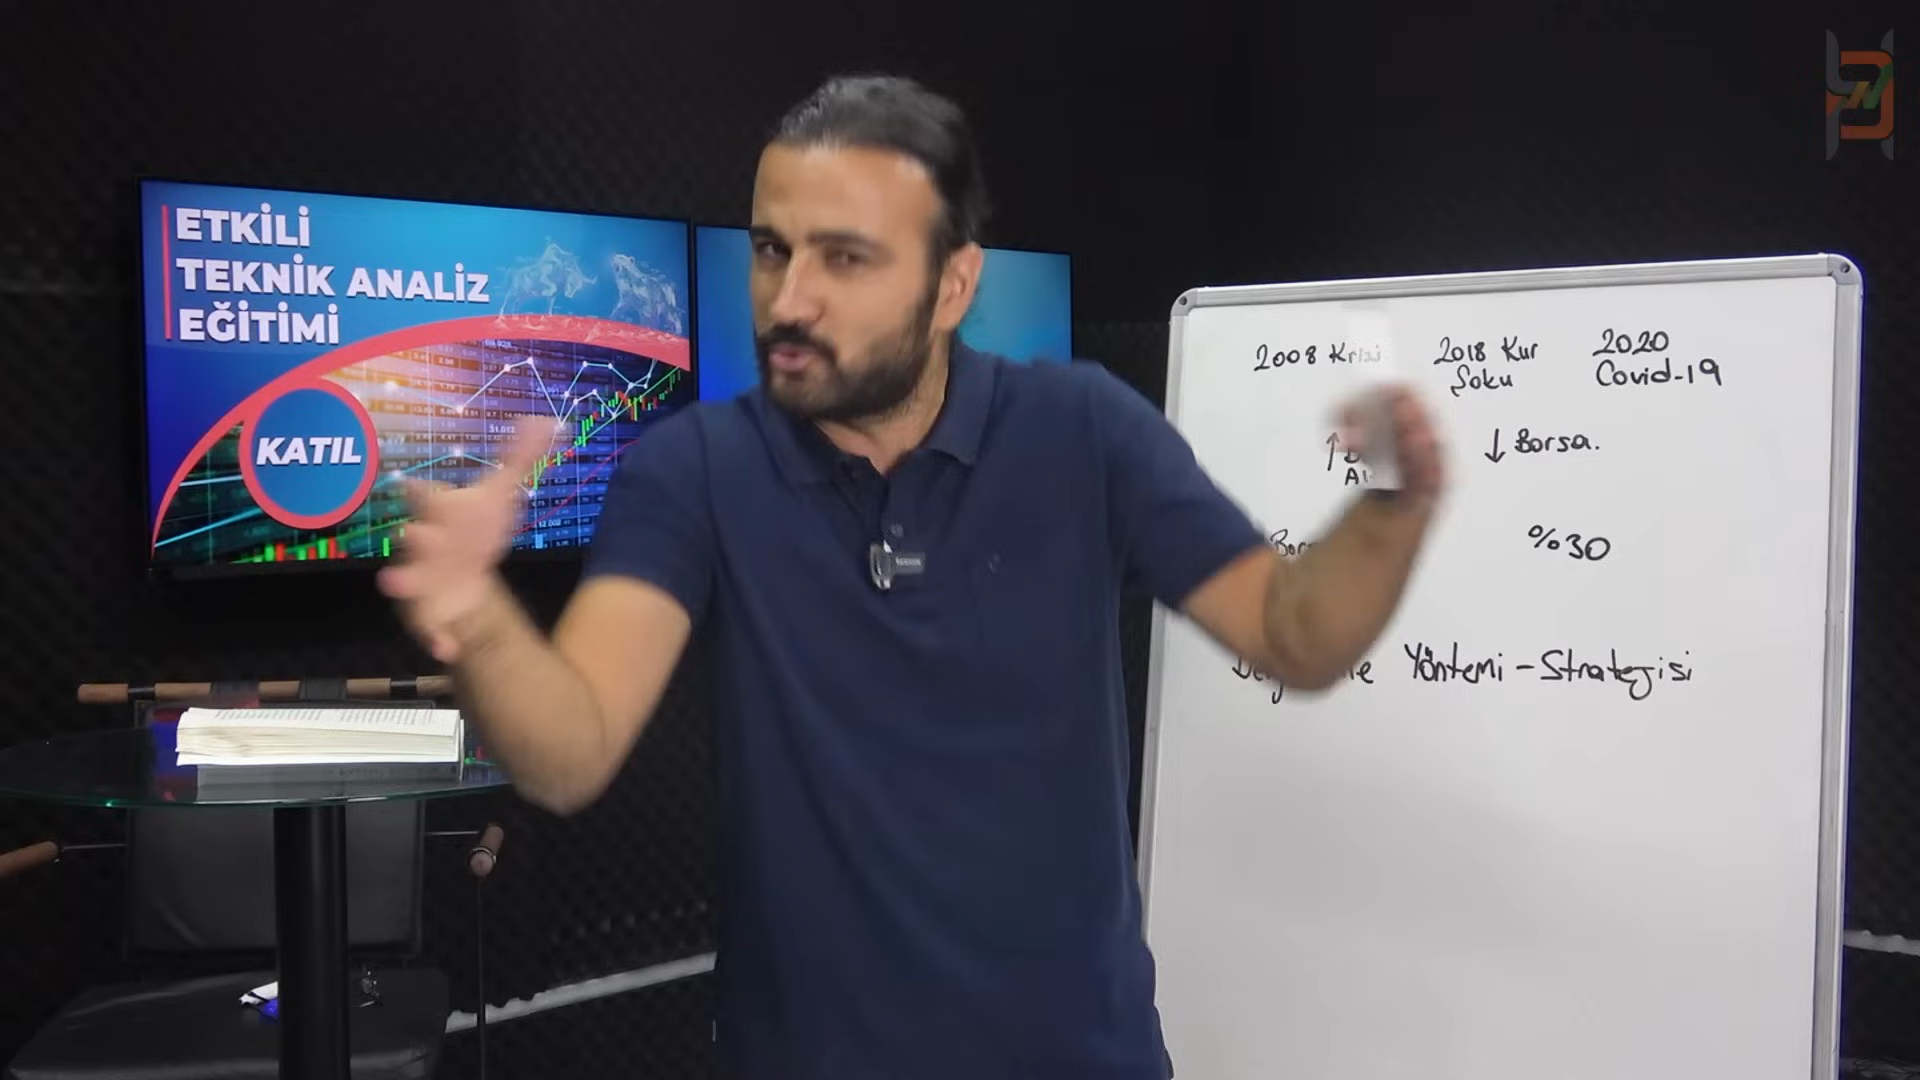 ETKİLİ
TEKNİK ANALİZ
EĞİTİMİ
KATIL
2008 Krizi
2018 Kur
Şoku
2020
Covid-19
↓ Borsa.
%30
Yöntemi - Stratejisi